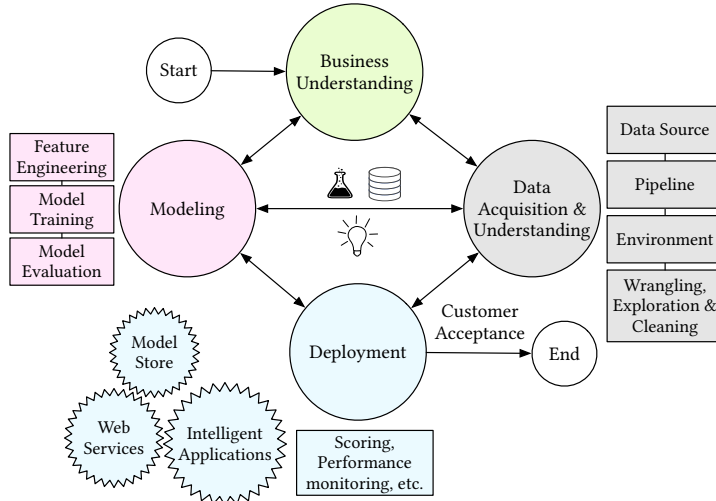 Start
Business
Understanding
Feature
Engineering
Model
Training
Model
Evaluation
Modeling
Data
Acquisition &
Understanding
Data Source
Pipeline
Environment
Wrangling,
Exploration &
Cleaning
Deployment
Customer
Acceptance
End
Model
Store
Web
Services
Intelligent
Applications
Scoring,
Performance
monitoring, etc.